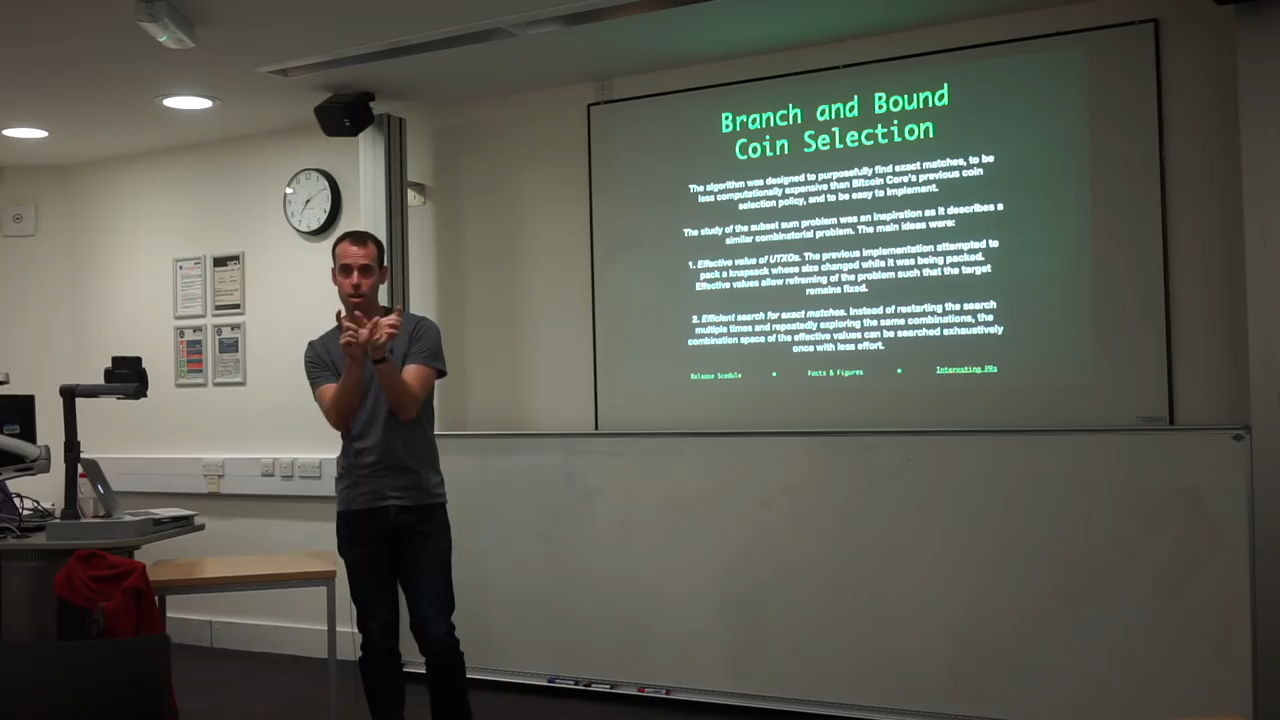 Branch and Bound
Coin Selection
The algorithm was designed to purposefully find exact matches, to be
less computationally expensive than Bitcoin Core's previous coin
selection policy, and to be easy to implement.
The study of the subset sum problem was an inspiration as it describes a
similar combinatorial problem. The main ideas were:
1. Effective value of UTXOs. The previous implementation attempted to
pack a knapsack whose size changed while it was being packed.
Effective values allow reframing of the problem such that the target
remains fixed.
2. Efficient search for exact matches. Instead of restarting the search
multiple times and repeatedly exploring the same combinations, the
combination space of the effective values can be searched exhaustively
once with less effort.
Release Scedule • Facts & Figures • Interesting PRs